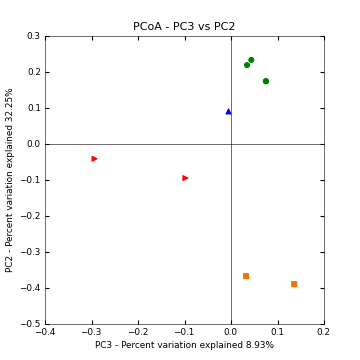 PCoA - PC3 vs PC2
0.3
0.2
0.1
0.0
−0.1
−0.2
−0.3
−0.4
−0.5
PC2 - Percent variation explained 32.25%
−0.4 −0.3 −0.2 −0.1 0.0 0.1 0.2
PC3 - Percent variation explained 8.93%